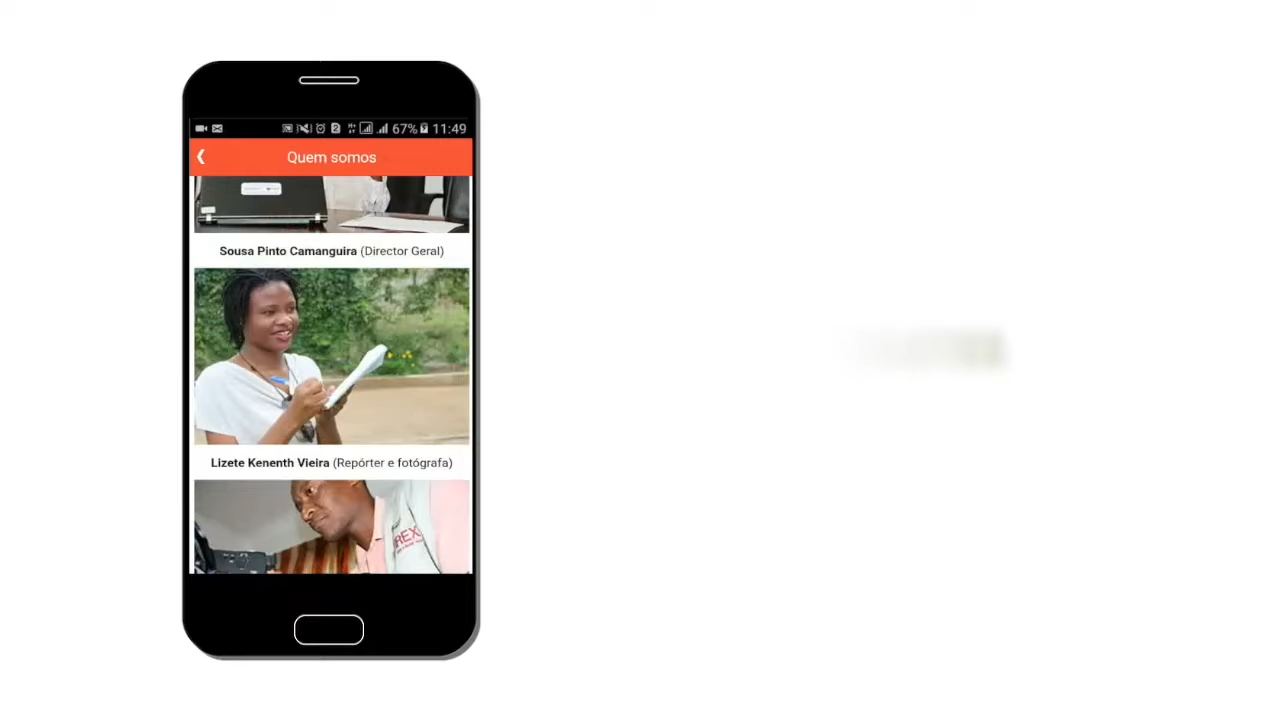 67% 11:49
Quem somos
Sousa Pinto Camanguira (Director Geral)
Lizete Kenenth Vieira (Repórter e fotógrafa)
REX